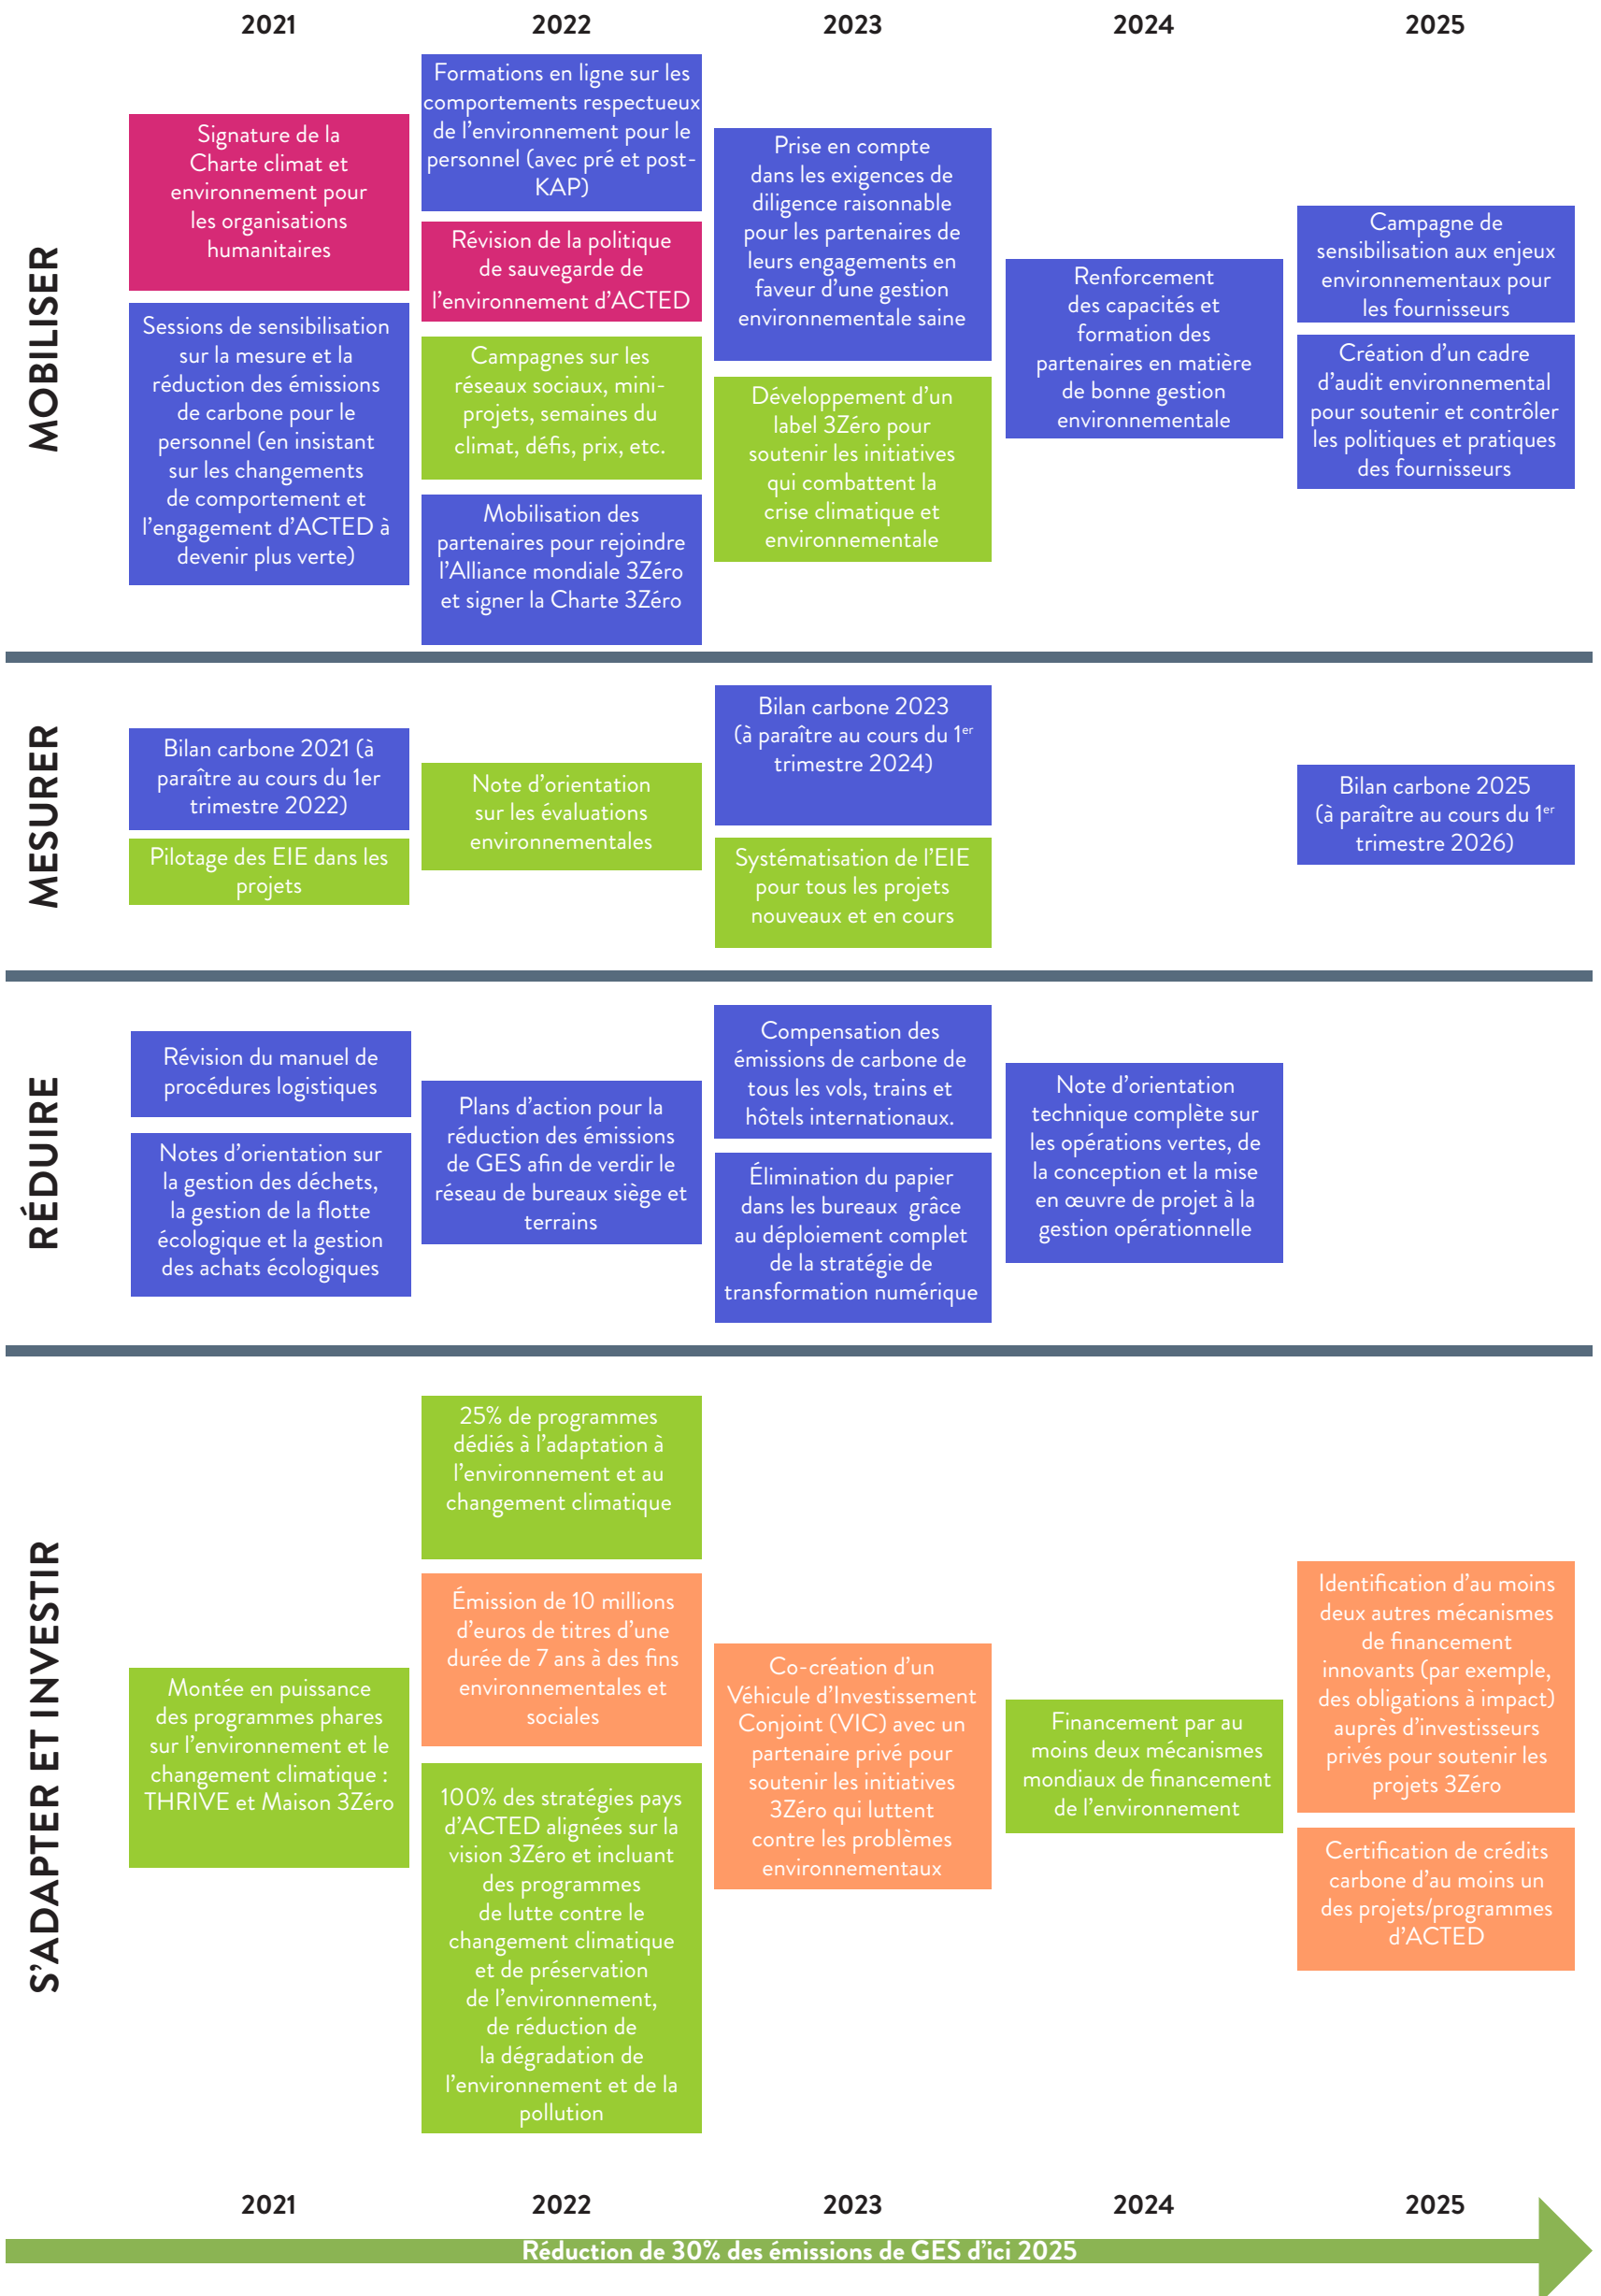 2021
2022
2023
2024
2025
MOBILISER
Signature de la
Charte climat et
environnement pour
les organisations
humanitaires
Sessions de sensibilisation
sur la mesure et la
réduction des émissions
de carbone pour le
personnel (en insistant
sur les changements
de comportement et
l'engagement d'ACTED à
devenir plus verte)
Formations en ligne sur les
comportements respectueux
de l'environnement pour le
personnel (avec pré et post-
KAP)
Révision de la politique
de sauvegarde de
l'environnement d'ACTED
Campagnes sur les
réseaux sociaux, mini-
projets, semaines du
climat, défis, prix, etc.
Mobilisation des
partenaires pour rejoindre
l'Alliance mondiale 3Zéro
et signer la Charte 3Zéro
Prise en compte
dans les exigences de
diligence raisonnable
pour les partenaires de
leurs engagements en
faveur d'une gestion
environnementale saine
Développement d'un
label 3Zéro pour
soutenir les initiatives
qui combattent la
crise climatique et
environnementale
Renforcement
des capacités et
formation des
partenaires en matière
de bonne gestion
environnementale
Campagne de
sensibilisation aux enjeux
environnementaux pour
les fournisseurs
Création d'un cadre
d'audit environnemental
pour soutenir et contrôler
les politiques et pratiques
des fournisseurs
MESURER
Bilan carbone 2021 (à
paraître au cours du 1er
trimestre 2022)
Pilotage des EIE dans les
projets
Note d'orientation
sur les évaluations
environnementales
Bilan carbone 2023
(à paraître au cours du 1er
trimestre 2024)
Systématisation de l'EIE
pour tous les projets
nouveaux et en cours
Bilan carbone 2025
(à paraître au cours du 1er
trimestre 2026)
RÉDUIRE
Révision du manuel de
procédures logistiques
Notes d'orientation sur
la gestion des déchets,
la gestion de la flotte
écologique et la gestion
des achats écologiques
Plans d'action pour la
réduction des émissions
de GES afin de verdir le
réseau de bureaux siège et
terrains
Compensation des
émissions de carbone de
tous les vols, trains et
hôtels internationaux.
Élimination du papier
dans les bureaux grâce
au déploiement complet
de la stratégie de
transformation numérique
Note d'orientation
technique complète sur
les opérations vertes, de
la conception et la mise
en œuvre de projet à la
gestion opérationnelle
S'ADAPTER ET INVESTIR
Montée en puissance
des programmes phares
sur l'environnement et le
changement climatique :
THRIVE et Maison 3Zéro
25% de programmes
dédiés à l'adaptation à
l'environnement et au
changement climatique
Émission de 10 millions
d'euros de titres d'une
durée de 7 ans à des fins
environnementales et
sociales
100% des stratégies pays
d'ACTED alignées sur la
vision 3Zéro et incluant
des programmes
de lutte contre le
changement climatique
et de préservation
de l'environnement,
de réduction de
la dégradation de
l'environnement et de la
pollution
Co-création d'un
Véhicule d'Investissement
Conjoint (VIC) avec un
partenaire privé pour
soutenir les initiatives
3Zéro qui luttent
contre les problèmes
environnementaux
Financement par au
moins deux mécanismes
mondiaux de financement
de l'environnement
Identification d'au moins
deux autres mécanismes
de financement
innovants (par exemple,
des obligations à impact)
auprès d'investisseurs
privés pour soutenir les
projets 3Zéro
Certification de crédits
carbone d'au moins un
des projets/programmes
d'ACTED
2021
2022
2023
2024
2025
Réduction de 30% des émissions de GES d'ici 2025